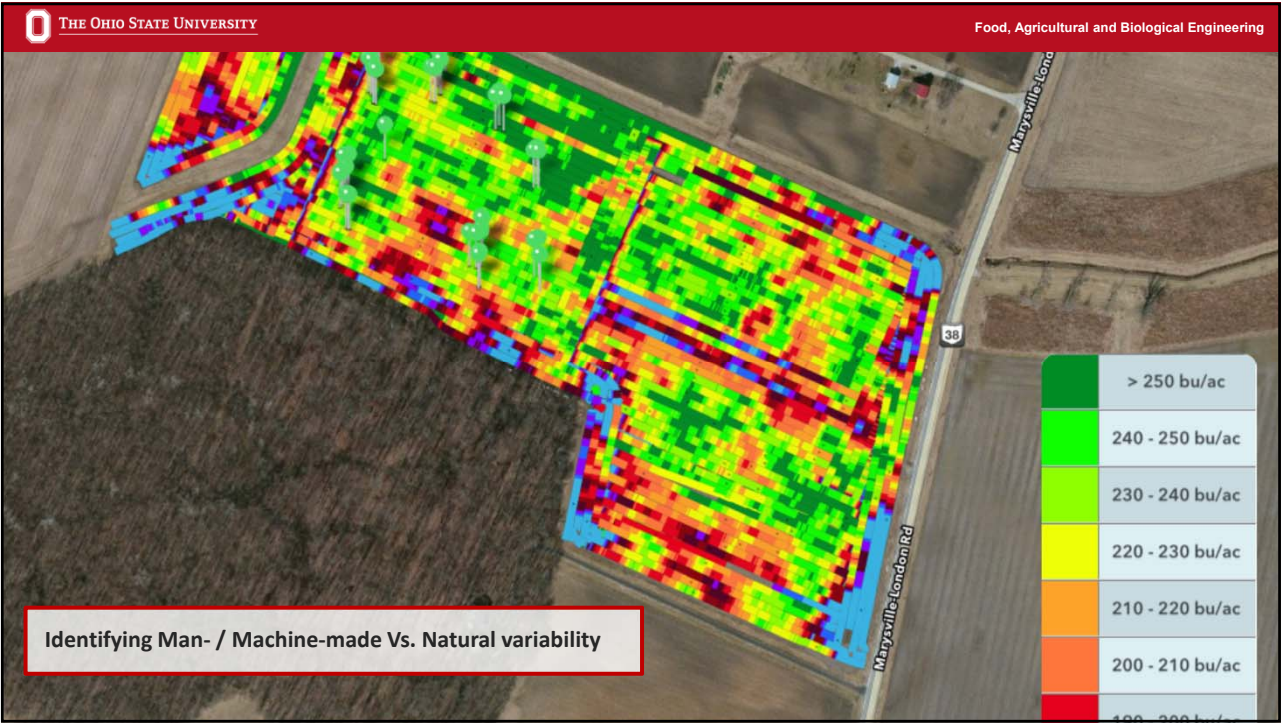 THE OHIO STATE UNIVERSITY
Food, Agricultural and Biological Engineering
Marysville-Lond
38
> 250 bu/ac
240 - 250 bu/ac
230 - 240 bu/ac
220 - 230 bu/ac
210 - 220 bu/ac
200 - 210 bu/ac
Marysville-London Rd
Identifying Man- / Machine-made Vs. Natural variability